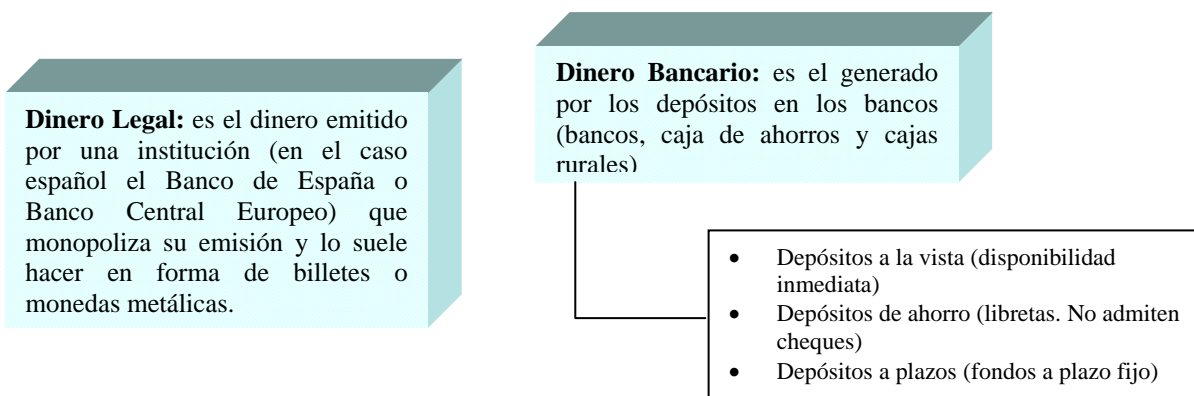 Dinero Legal: es el dinero emitido
por una institución (en el caso
español el Banco de España o
Banco Central Europeo) que
monopoliza su emisión y lo suele
hacer en forma de billetes o
monedas metálicas.
Dinero Bancario: es el generado
por los depósitos en los bancos
(bancos, caja de ahorros y cajas
rurales)
• Depósitos a la vista (disponibilidad
inmediata)
• Depósitos de ahorro (libretas. No admiten
cheques)
• Depósitos a plazos (fondos a plazo fijo)